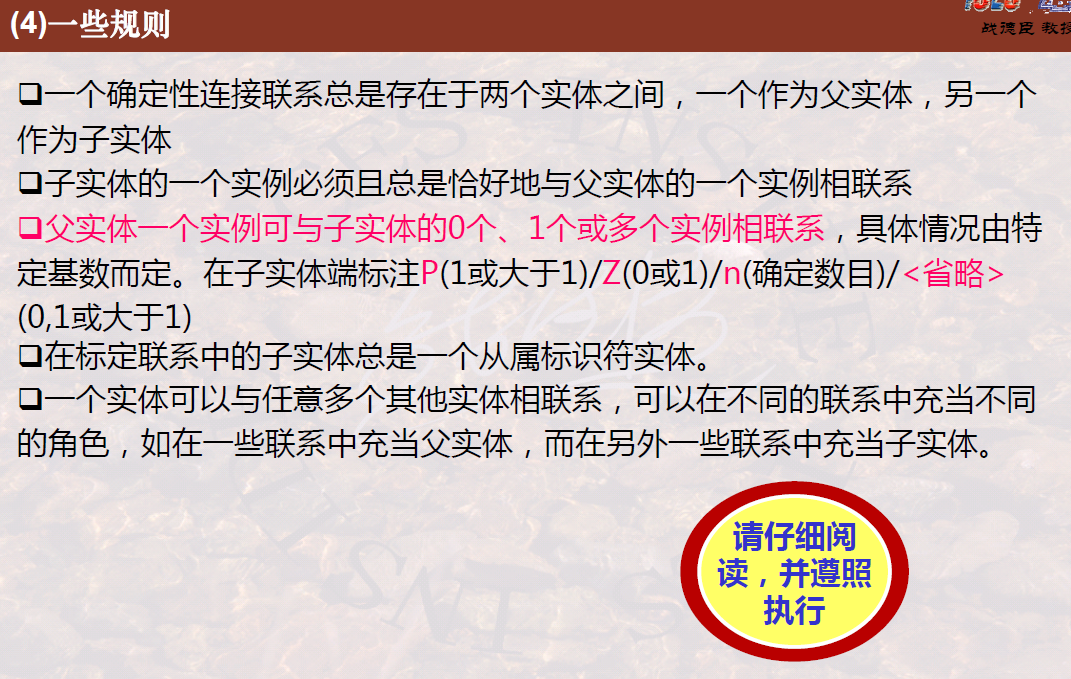 (4)一些规则
战德臣 教授
❑一个确定性连接联系总是存在于两个实体之间，一个作为父实体，另一个
作为子实体
❑子实体的一个实例必须且总是恰好地与父实体的一个实例相联系
❑父实体一个实例可与子实体的0个、1个或多个实例相联系，具体情况由特
定基数而定。在子实体端标注P(1或大于1)/Z(0或1)/n(确定数目)/<省略>
(0,1或大于1)
❑在标定联系中的子实体总是一个从属标识符实体。
❑一个实体可以与任意多个其他实体相联系，可以在不同的联系中充当不同
的角色，如在一些联系中充当父实体，而在另外一些联系中充当子实体。
请仔细阅
读，并遵照
执行